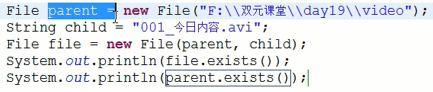 File parent = new File("F:\\双元课堂\\day19\\video");
String child = "001_今日内容.avi";
File file = new File(parent, child);
System.out.println(file.exists());
System.out.println(parent.exists());